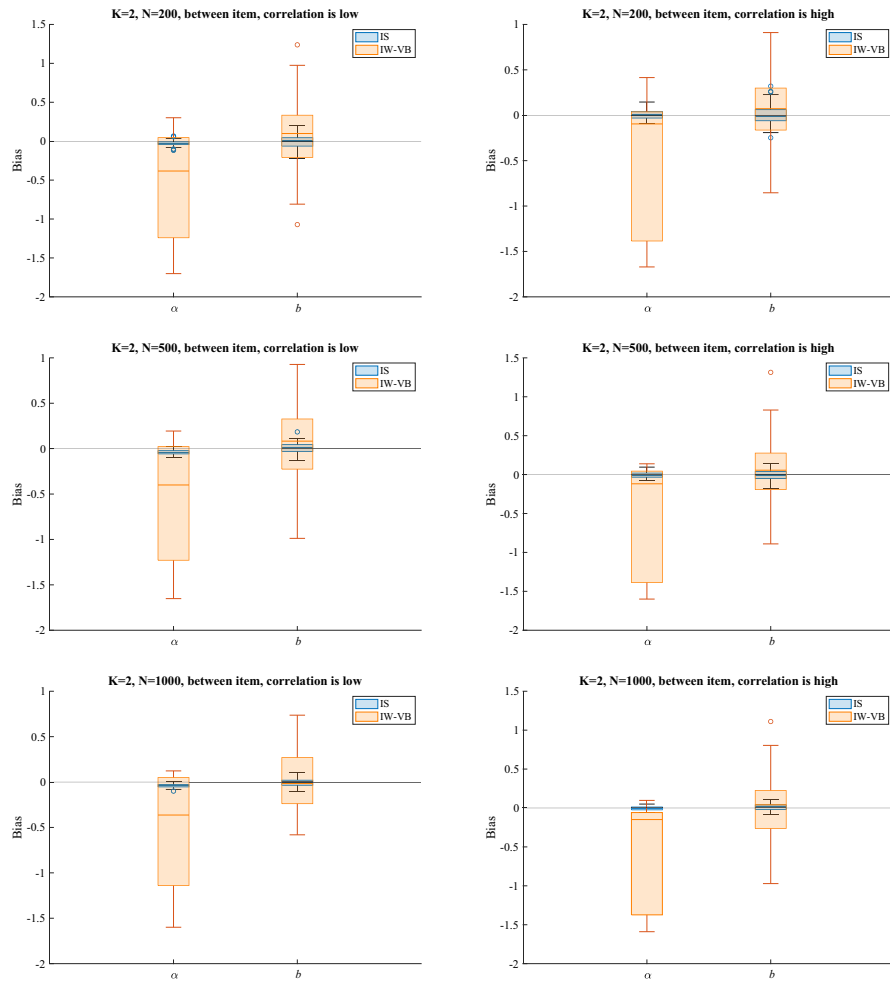 K=2, N=200, between item, correlation is low
1.5
1
0.5
0
-0.5
-1
-1.5
-2
Bias
α
b
IS
IW-VB
K=2, N=200, between item, correlation is high
1
0.5
0
-0.5
-1
-1.5
-2
Bias
α
b
IS
IW-VB
K=2, N=500, between item, correlation is low
1
0.5
0
-0.5
-1
-1.5
-2
Bias
α
b
IS
IW-VB
K=2, N=500, between item, correlation is high
1.5
1
0.5
0
-0.5
-1
-1.5
-2
Bias
α
b
IS
IW-VB
K=2, N=1000, between item, correlation is low
1
0.5
0
-0.5
-1
-1.5
-2
Bias
α
b
IS
IW-VB
K=2, N=1000, between item, correlation is high
1.5
1
0.5
0
-0.5
-1
-1.5
-2
Bias
α
b
IS
IW-VB